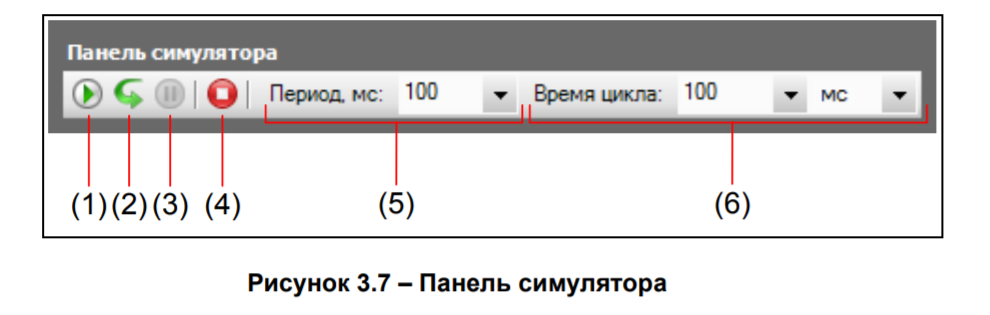 Панель симулятора
Период, мс: 100 Время цикла: 100 мс
(1) (2) (3) (4) (5) (6)
Рисунок 3.7 – Панель симулятора